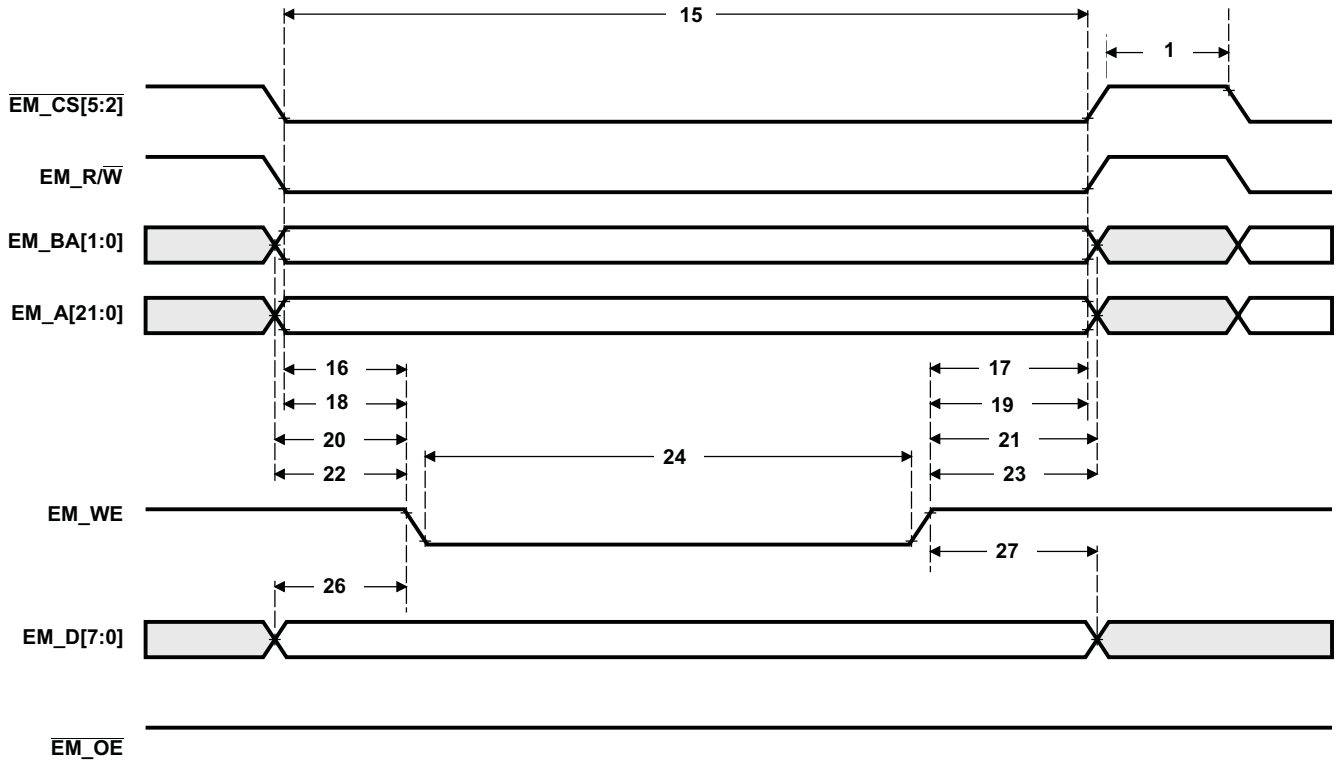 15
1
EM_CS[5:2]
EM_R/W
EM_BA[1:0]
EM_A[21:0]
16
17
18
19
20
21
22
23
24
EM_WE
27
26
EM_D[7:0]
EM_OE